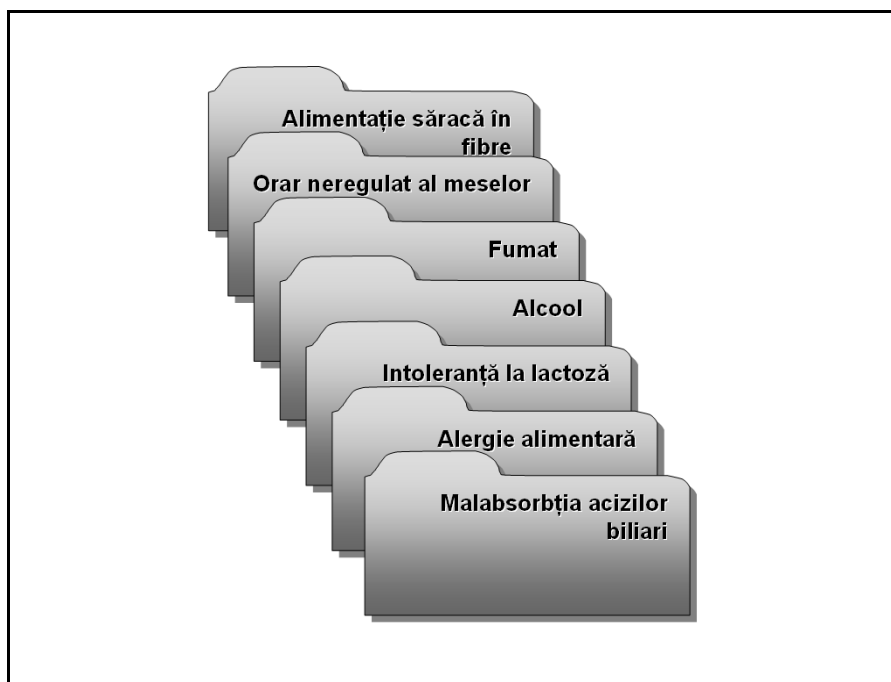 Alimentație săracă în
fibre
Orar neregulat al meselor
Fumat
Alcool
Intoleranță la lactoză
Alergie alimentară
Malabsorbția acizilor
biliari